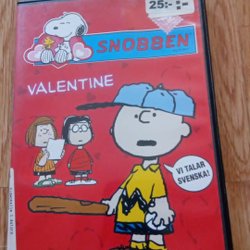 25:-
SNOBBEN
VALENTINE
VI TALAR
SVENSKA!